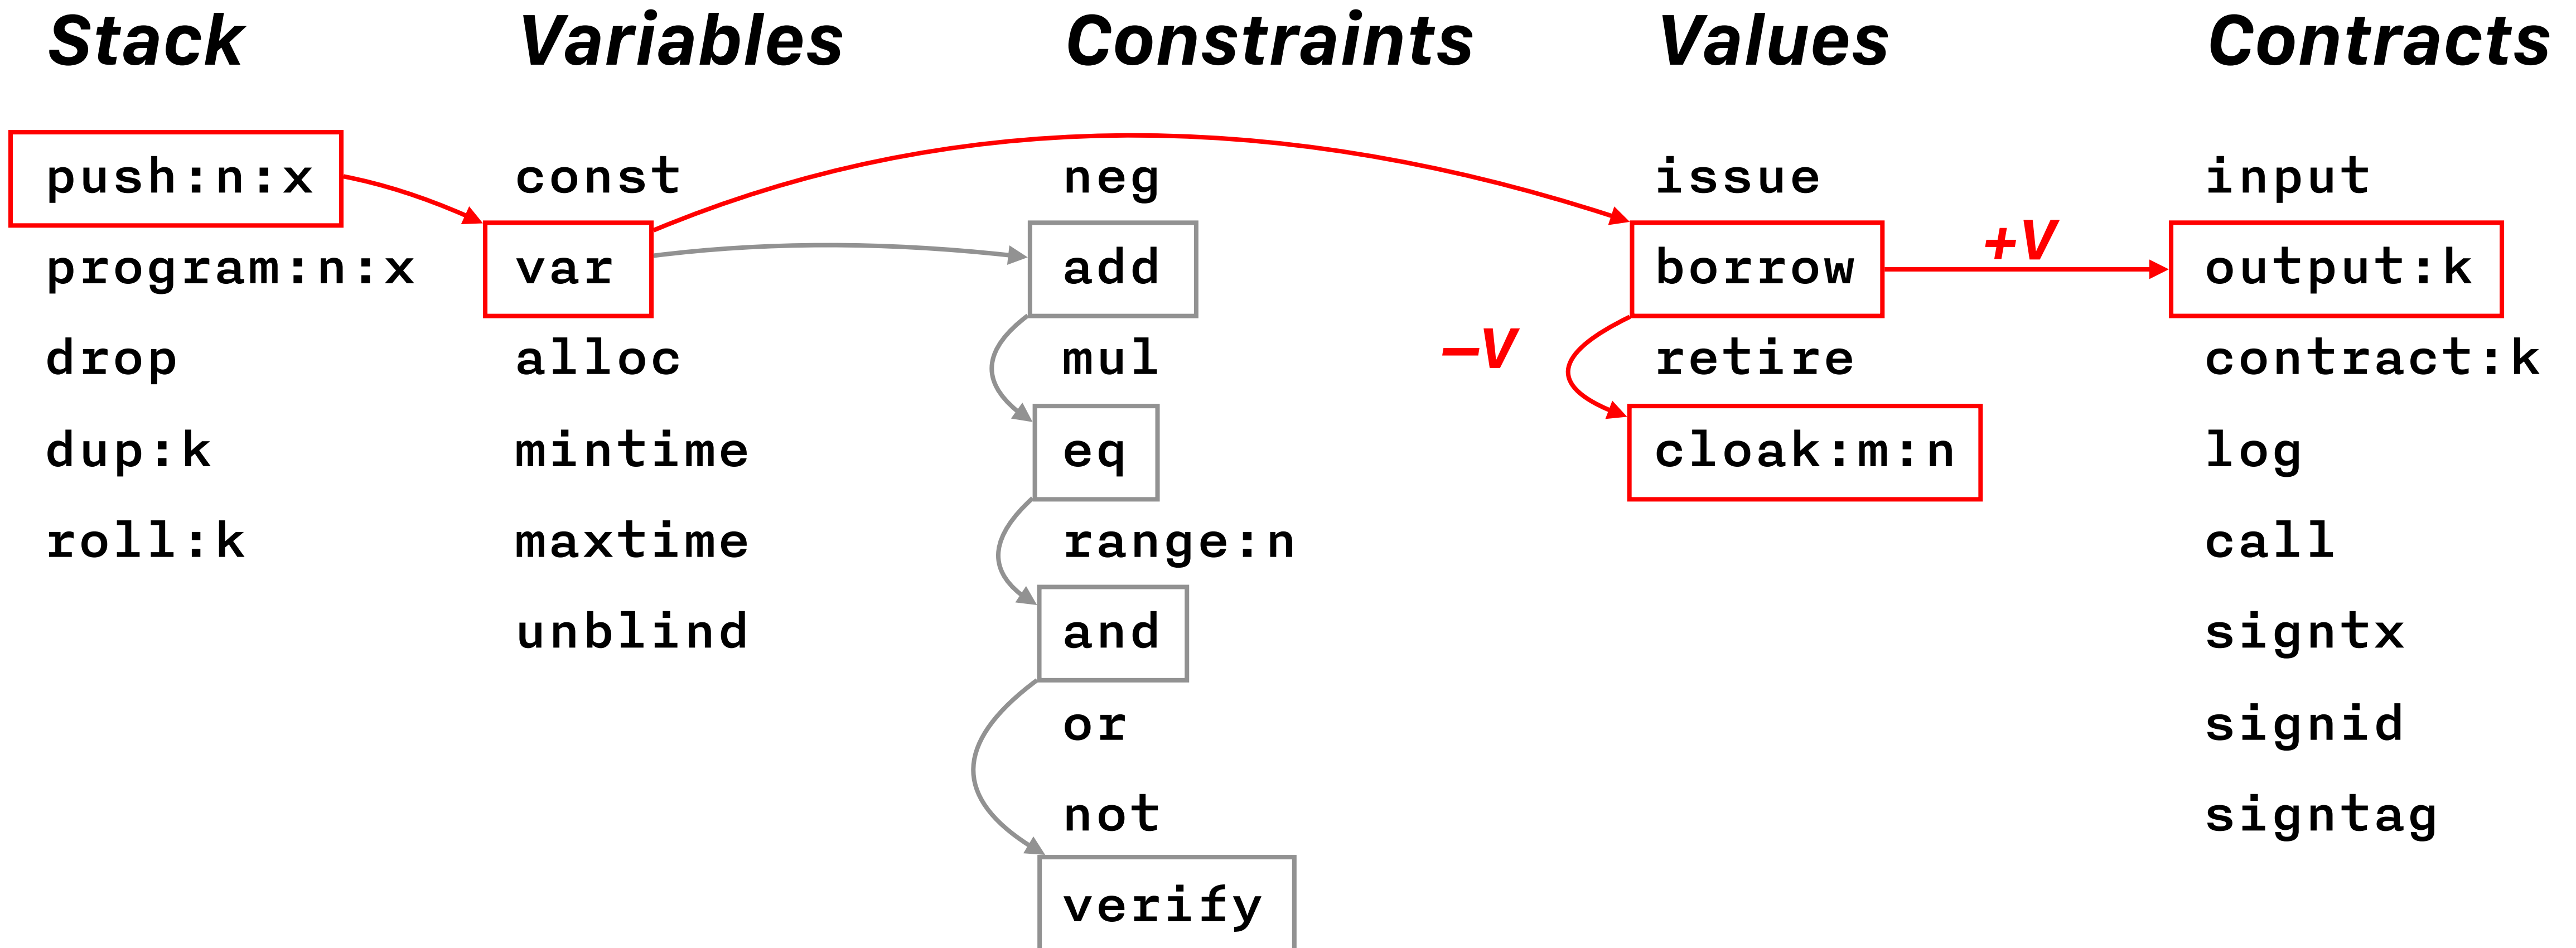 Stack
push:n:x
program:n:x
drop
dup:k
roll:k
Variables
const
var
alloc
mintime
maxtime
unblind
Constraints
neg
add
mul
eq
range:n
and
or
not
verify
Values
issue
borrow
retire
cloak:m:n
–V
+V
Contracts
input
output:k
contract:k
log
call
signtx
signid
signtag